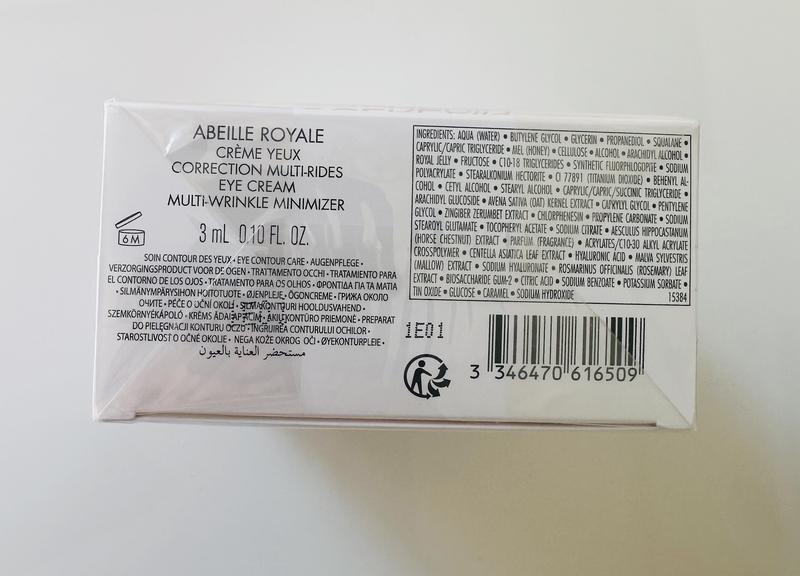 ABEILLE ROYALE
CRÈME YEUX
CORRECTION MULTI-RIDES
EYE CREAM
MULTI-WRINKLE MINIMIZER
6M
3 mL 0.10 FL. OZ.
SOIN CONTOUR DES YEUX • EYE CONTOUR CARE • AUGENPFLEGE •
VERZORGINGSPRODUCT VOOR DE OGEN • TRATTAMENTO OCCHI • TRATAMIENTO PARA
EL CONTORNO DE LOS OJOS • TRATAMENTO PARA OS OLHOS • ΦΡΟΝΤΙΔΑ ΓΙΑ ΤΑ ΜΑΤΙΑ
• SILMÄNYMPÄRYSIHON HOITOTUOTE • ØJENPLEJE • ÖGONCREME • ГРИЖА ОКОЛО
ОЧИТЕ • PÉČE O OČNÍ OKOLÍ • SILMAKONTUURI HOOLDUSVAHEND •
SZEMKÖRNYÉKÁPOLÓ • KRĒMS ĀDAI AP ACĪM • AKIŲ KONTŪRO PRIEMONĖ • PREPARAT
DO PIELĘGNACJI KONTURU OCZU • ÎNGRIJIREA CONTURULUI OCHILOR •
STAROSTLIVOSŤ O OČNÉ OKOLIE • NEGA KOŽE OKROG OČI • ØYEKONTURPLEIE •
مستحضر العناية بالعيون
INGREDIENTS: AQUA (WATER) • BUTYLENE GLYCOL • GLYCERIN • PROPANEDIOL • SQUALANE •
CAPRYLIC/CAPRIC TRIGLYCERIDE • MEL (HONEY) • CELLULOSE • ALCOHOL • ARACHIDYL ALCOHOL •
ROYAL JELLY • FRUCTOSE • C10-18 TRIGLYCERIDES • SYNTHETIC FLUORPHLOGOPITE • SODIUM
POLYACRYLATE • STEARALKONIUM HECTORITE • CI 77891 (TITANIUM DIOXIDE) • BEHENYL AL-
COHOL • CETYL ALCOHOL • STEARYL ALCOHOL • CAPRYLIC/CAPRIC/SUCCINIC TRIGLYCERIDE •
ARACHIDYL GLUCOSIDE • AVENA SATIVA (OAT) KERNEL EXTRACT • CAPRYLYL GLYCOL • PENTYLENE
GLYCOL • ZINGIBER ZERUMBET EXTRACT • CHLORPHENESIN • PROPYLENE CARBONATE • SODIUM
STEAROYL GLUTAMATE • TOCOPHERYL ACETATE • SODIUM CITRATE • AESCULUS HIPPOCASTANUM
(HORSE CHESTNUT) EXTRACT • PARFUM (FRAGRANCE) • ACRYLATES/C10-30 ALKYL ACRYLATE
CROSSPOLYMER • CENTELLA ASIATICA LEAF EXTRACT • HYALURONIC ACID • MALVA SYLVESTRIS
(MALLOW) EXTRACT • SODIUM HYALURONATE • ROSMARINUS OFFICINALIS (ROSEMARY) LEAF
EXTRACT • BIOSACCHARIDE GUM-2 • CITRIC ACID • SODIUM BENZOATE • POTASSIUM SORBATE •
TIN OXIDE • GLUCOSE • CARAMEL • SODIUM HYDROXIDE
15384
1E01
3 346470 616509